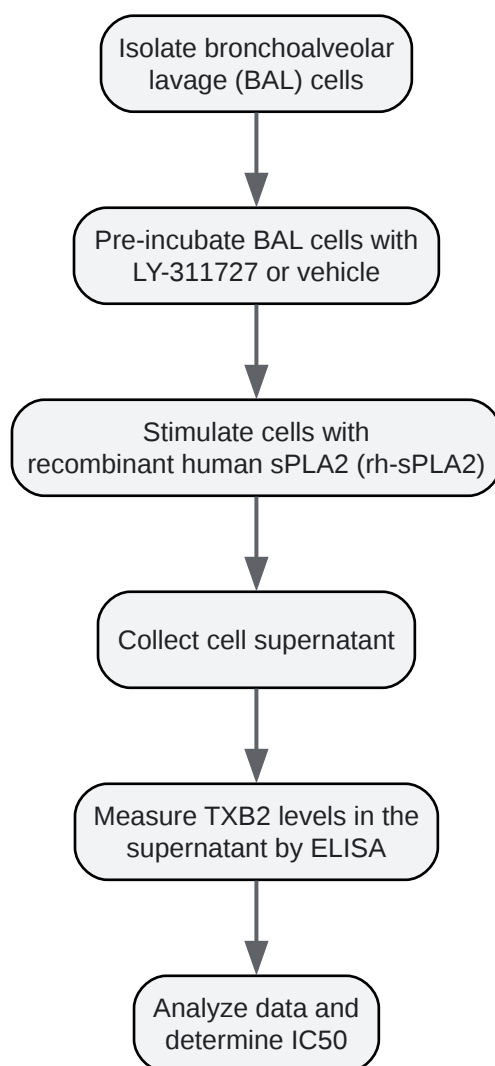 Isolate bronchoalveolar
lavage (BAL) cells
Pre-incubate BAL cells with
LY-311727 or vehicle
Stimulate cells with
recombinant human sPLA2 (rh-sPLA2)
Collect cell supernatant
Measure TXB2 levels in the
supernatant by ELISA
Analyze data and
determine IC50